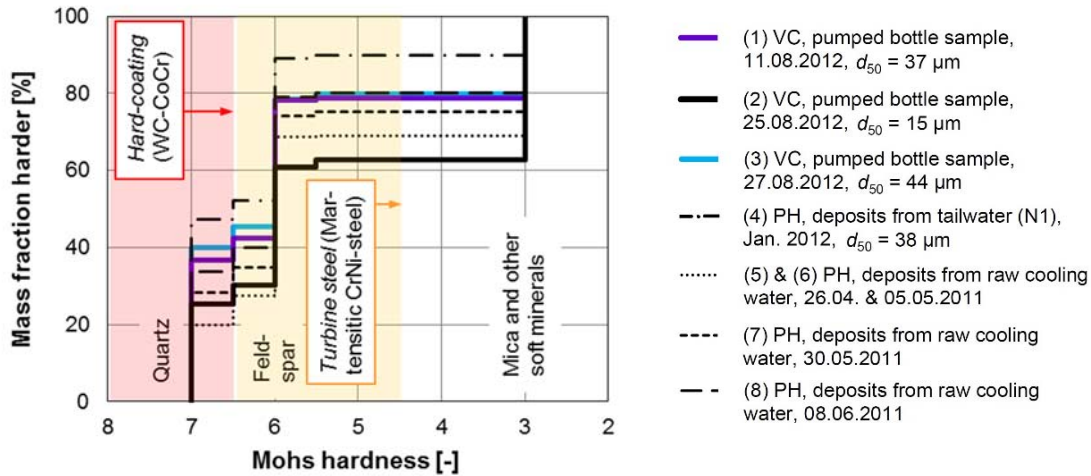 Mass fraction harder [%]
100
80
60
40
20
0
Hard-coating
(WC-CoCr)
Quartz
Feld-
spar
Turbine steel (Mar-
tensitic CrNi-steel)
Mica and other
soft minerals
8
7
6
5
4
3
2
Mohs hardness [-]
(1) VC, pumped bottle sample,
11.08.2012, d50 = 37 µm
(2) VC, pumped bottle sample,
25.08.2012, d50 = 15 µm
(3) VC, pumped bottle sample,
27.08.2012, d50 = 44 µm
(4) PH, deposits from tailwater (N1),
Jan. 2012, d50 = 38 µm
(5) & (6) PH, deposits from raw cooling
water, 26.04. & 05.05.2011
(7) PH, deposits from raw cooling
water, 30.05.2011
(8) PH, deposits from raw cooling
water, 08.06.2011